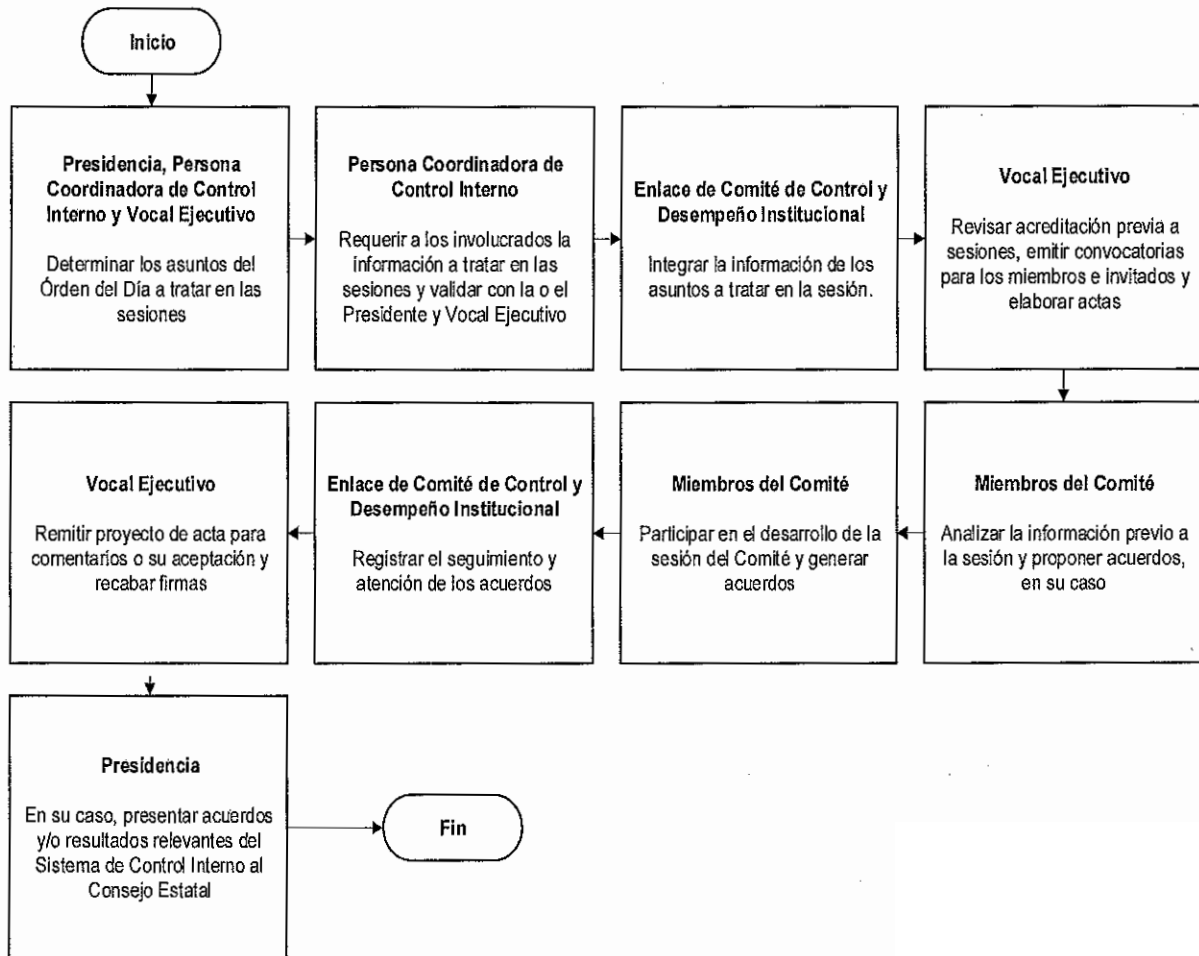 Inicio
Presidencia, Persona
Coordinadora de Control
Interno y Vocal Ejecutivo
Determinar los asuntos del
Órden del Día a tratar en las
sesiones
Persona Coordinadora de
Control Interno
Requerir a los involucrados la
información a tratar en las
sesiones y validar con la o el
Presidente y Vocal Ejecutivo
Enlace de Comité de Control y
Desempeño Institucional
Integrar la información de los
asuntos a tratar en la sesión.
Vocal Ejecutivo
Revisar acreditación previa a
sesiones, emitir convocatorias
para los miembros e invitados y
elaborar actas
Miembros del Comité
Analizar la información previo a
la sesión y proponer acuerdos,
en su caso
Miembros del Comité
Participar en el desarrollo de la
sesión del Comité y generar
acuerdos
Enlace de Comité de Control y
Desempeño Institucional
Registrar el seguimiento y
atención de los acuerdos
Vocal Ejecutivo
Remitir proyecto de acta para
comentarios o su aceptación y
recabar firmas
Presidencia
En su caso, presentar acuerdos
y/o resultados relevantes del
Sistema de Control Interno al
Consejo Estatal
Fin